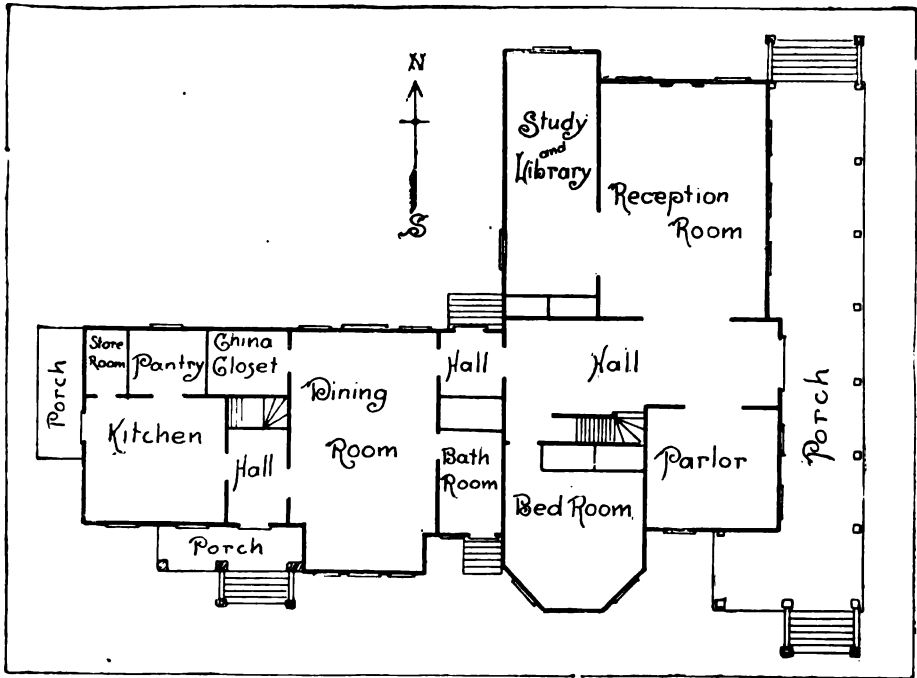 N
S
Study
and
Library
Reception
Room
Store
Room
Pantry
China
Closet
Hall
Hall
Porch
Dining
Room
Kitchen
Hall
Bath
Room
Parlor
Porch
Bed Room
Porch